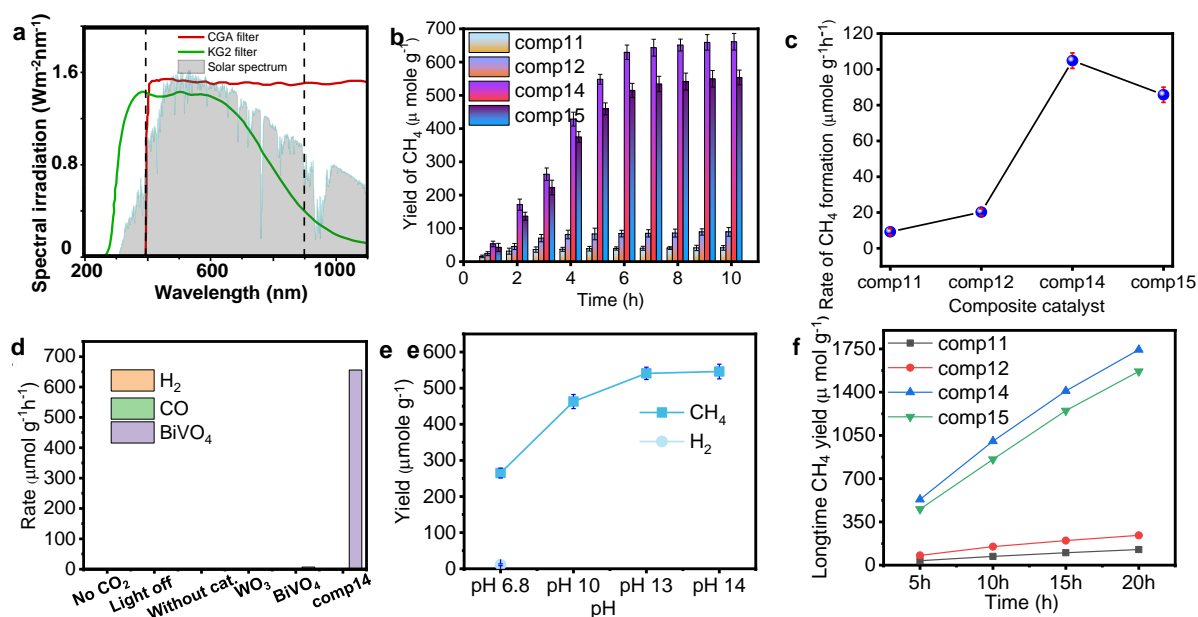 a
Spectral irradiation (Wm⁻²nm⁻¹)
1.6
0.8
0
CGA filter
KG2 filter
Solar spectrum
200
400
600
1000
Wavelength (nm)
b
Yield of CH₄ (μ mole g⁻¹)
700
600
500
400
300
200
100
0
comp11
comp12
comp14
comp15
0
2
4
6
8
10
Time (h)
c
Rate of CH₄ formation (μmole g⁻¹h⁻¹)
120
100
80
60
40
20
0
comp11
comp12
comp14
comp15
Composite catalyst
d
Rate (μmol g⁻¹h⁻¹)
700
600
500
400
300
200
100
0
H₂
CO
BiVO₄
No CO₂
Light off
Without cat.
WO₃
BiVO₄
comp14
e
e
Yield (μmole g⁻¹)
600
500
400
300
200
100
0
CH₄
H₂
pH 6.8
pH 10
pH 13
pH 14
pH
f
Longtime CH₄ yield (μ mol g⁻¹)
1750
1400
1050
700
350
0
comp11
comp12
comp14
comp15
5h
10h
15h
20h
Time (h)